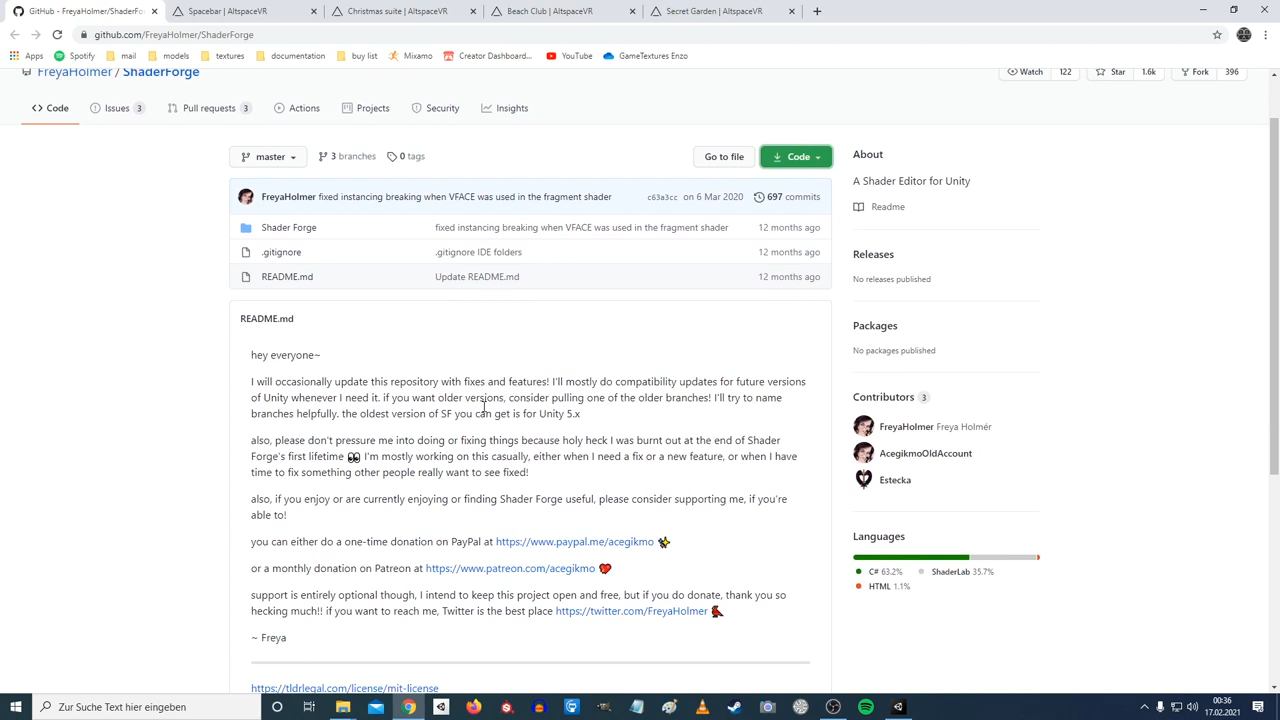 GitHub - FreyaHolmer/ShaderFo
Spacebar | AltspaceVR
Christmas suite | AltspaceVR
Beach Club | AltspaceVR
Secret Garden | AltspaceVR
github.com/FreyaHolmer/ShaderForge
Apps Spotify mail models textures documentation buy list Mixamo Creator Dashboard... YouTube GameTextures Enzo
FreyaHolmer / ShaderForge
Watch 122 Star 1.6k Fork 396
Code Issues 3 Pull requests 3 Actions Projects Security Insights
master 3 branches 0 tags Go to file Code
FreyaHolmer fixed instancing breaking when VFACE was used in the fragment shader c63a3cc on 6 Mar 2020 697 commits
Shader Forge fixed instancing breaking when VFACE was used in the fragment shader 12 months ago
.gitignore .gitignore IDE folders 12 months ago
README.md Update README.md 12 months ago
README.md
hey everyone~
I will occasionally update this repository with fixes and features! I'll mostly do compatibility updates for future versions
of Unity whenever I need it. if you want older versions, consider pulling one of the older branches! I'll try to name
branches helpfully. the oldest version of SF you can get is for Unity 5.x
also, please don't pressure me into doing or fixing things because holy heck I was burnt out at the end of Shader
Forge's first lifetime 👀 I'm mostly working on this casually, either when I need a fix or a new feature, or when I have
time to fix something other people really want to see fixed!
also, if you enjoy or are currently enjoying or finding Shader Forge useful, please consider supporting me, if you're
able to!
you can either do a one-time donation on PayPal at https://www.paypal.me/acegikmo
or a monthly donation on Patreon at https://www.patreon.com/acegikmo
support is entirely optional though, I intend to keep this project open and free, but if you do donate, thank you so
hecking much!! if you want to reach me, Twitter is the best place https://twitter.com/FreyaHolmer
~ Freya
https://tldrlegal.com/license/mit-license
About
A Shader Editor for Unity
Readme
Releases
No releases published
Packages
No packages published
Contributors 3
FreyaHolmer Freya Holmér
AcegikmoOldAccount
Estecka
Languages
C# 63.2% ShaderLab 35.7%
HTML 1.1%
Zur Suche Text hier eingeben
00:36
17.02.2021